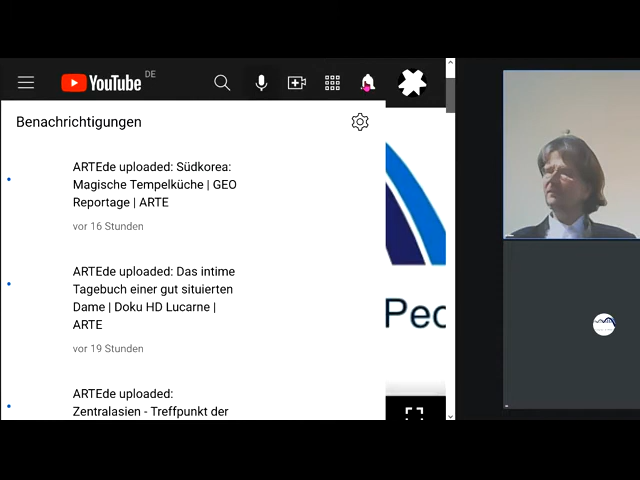 YouTube DE
Benachrichtigungen
ARTEde uploaded: Südkorea:
Magische Tempelküche | GEO
Reportage | ARTE
vor 16 Stunden
ARTEde uploaded: Das intime
Tagebuch einer gut situierten
Dame | Doku HD Lucarne |
ARTE
vor 19 Stunden
ARTEde uploaded:
Zentralasien - Treffpunkt der
Peo